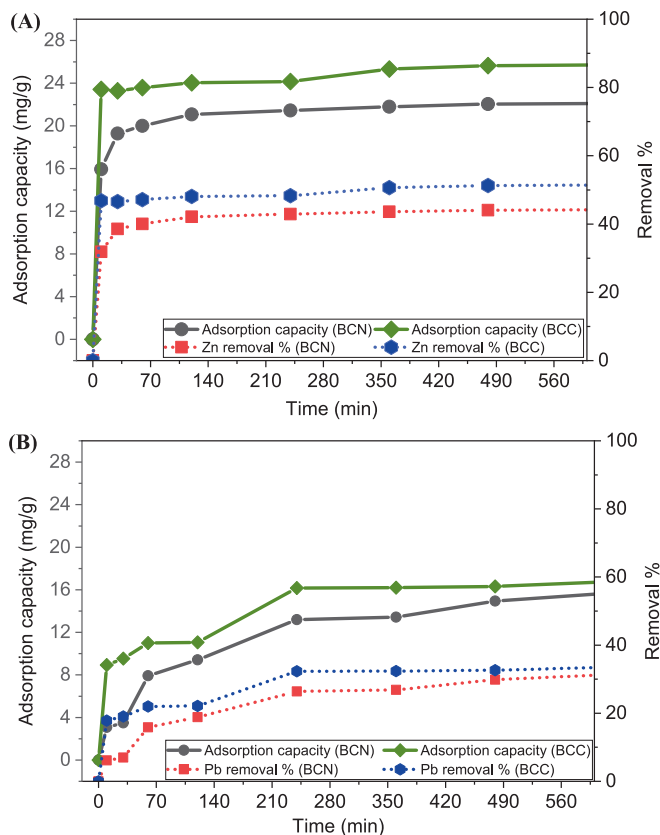 (A)
28
24
20
16
12
8
4
0
Adsorption capacity (mg/g)
100
80
60
40
20
0
Removal %
Adsorption capacity (BCN)
Adsorption capacity (BCC)
Zn removal % (BCN)
Zn removal % (BCC)
0 70 140 210 280 350 420 490 560
Time (min)
(B)
28
24
20
16
12
8
4
0
Adsorption capacity (mg/g)
100
80
60
40
20
0
Removal %
Adsorption capacity (BCN)
Adsorption capacity (BCC)
Pb removal % (BCN)
Pb removal % (BCC)
0 70 140 210 280 350 420 490 560
Time (min)